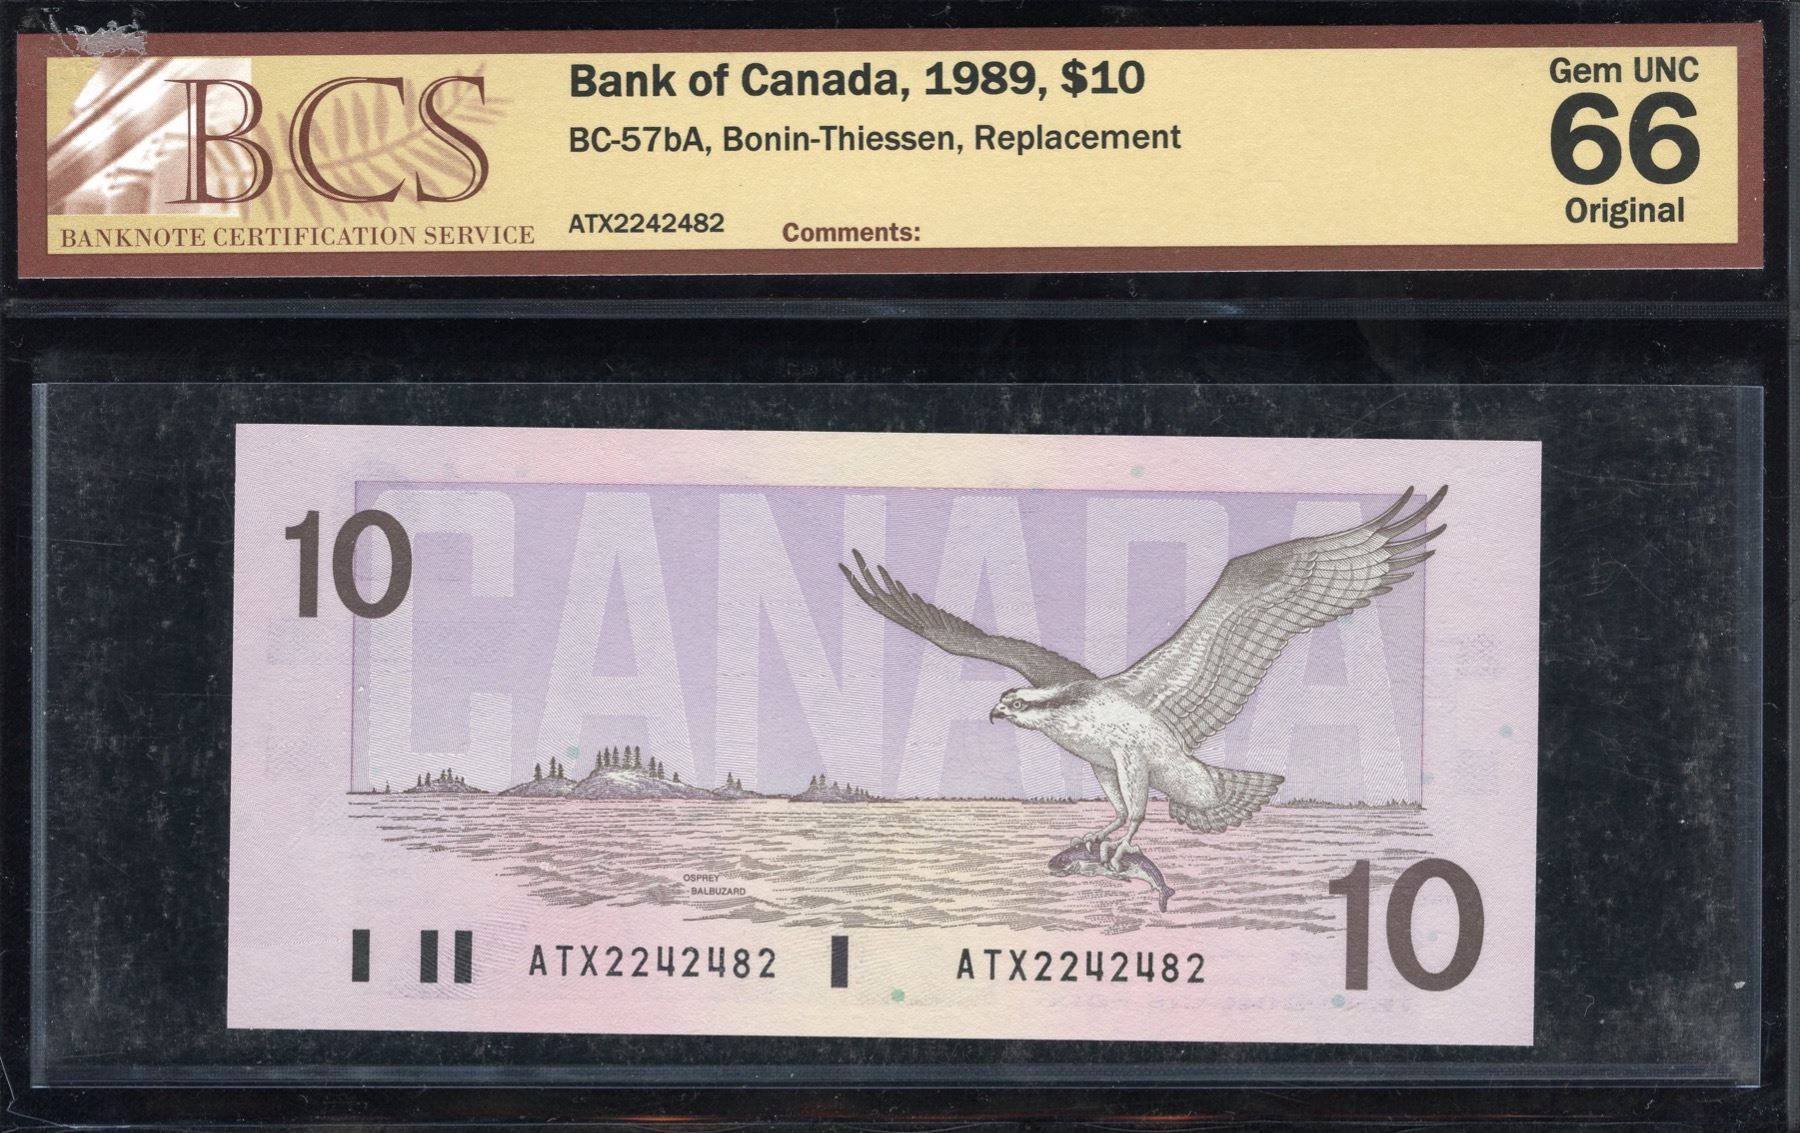 BCS
BANKNOTE CERTIFICATION SERVICE
Bank of Canada, 1989, $10
BC-57bA, Bonin-Thiessen, Replacement
ATX2242482
Comments:
Gem UNC
66
Original
CANADA
10
OSPREY
BALBUZARD
ATX2242482
ATX2242482
10